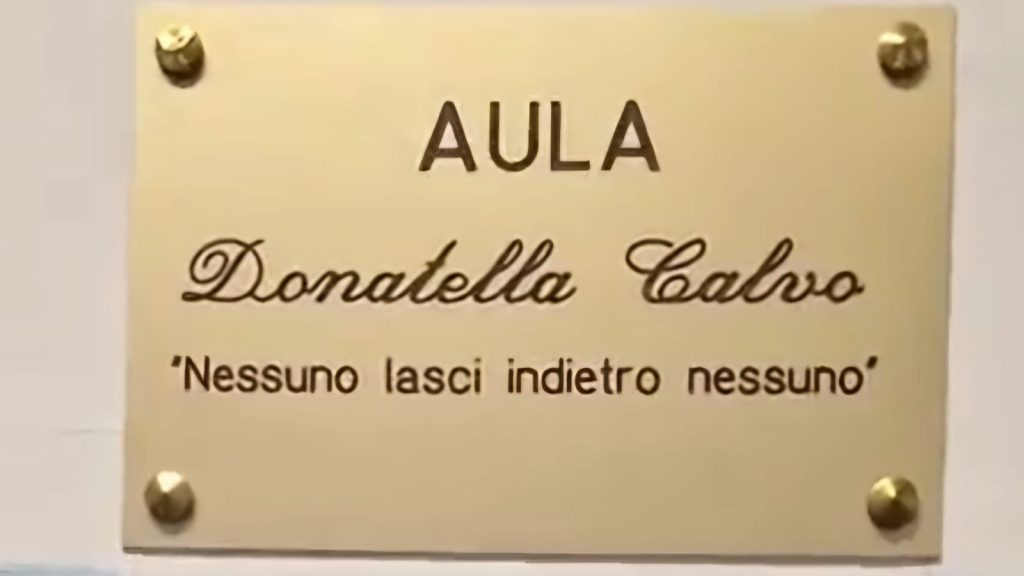 AULA
Donatella Calvo
"Nessuno lasci indietro nessuno"